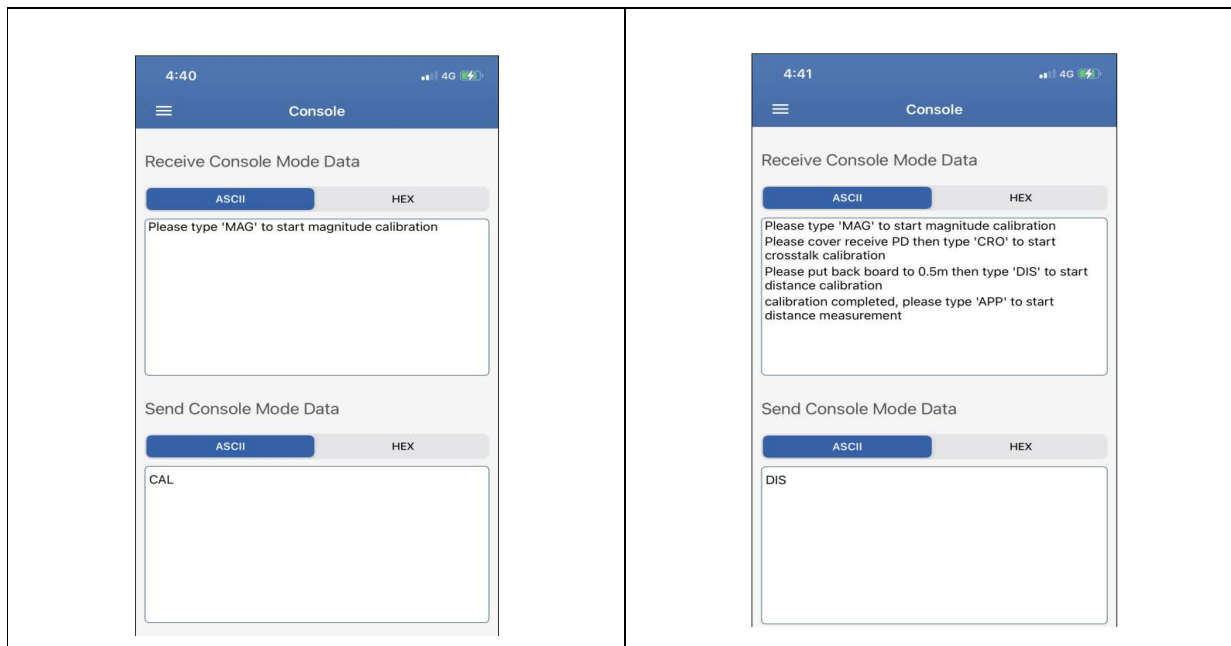 4:40
4G
Console
Receive Console Mode Data
ASCII
HEX
Please type 'MAG' to start magnitude calibration
Send Console Mode Data
ASCII
HEX
CAL
4:41
4G
Console
Receive Console Mode Data
ASCII
HEX
Please type 'MAG' to start magnitude calibration
Please cover receive PD then type 'CRO' to start
crosstalk calibration
Please put back board to 0.5m then type 'DIS' to start
distance calibration
calibration completed, please type 'APP' to start
distance measurement
Send Console Mode Data
ASCII
HEX
DIS